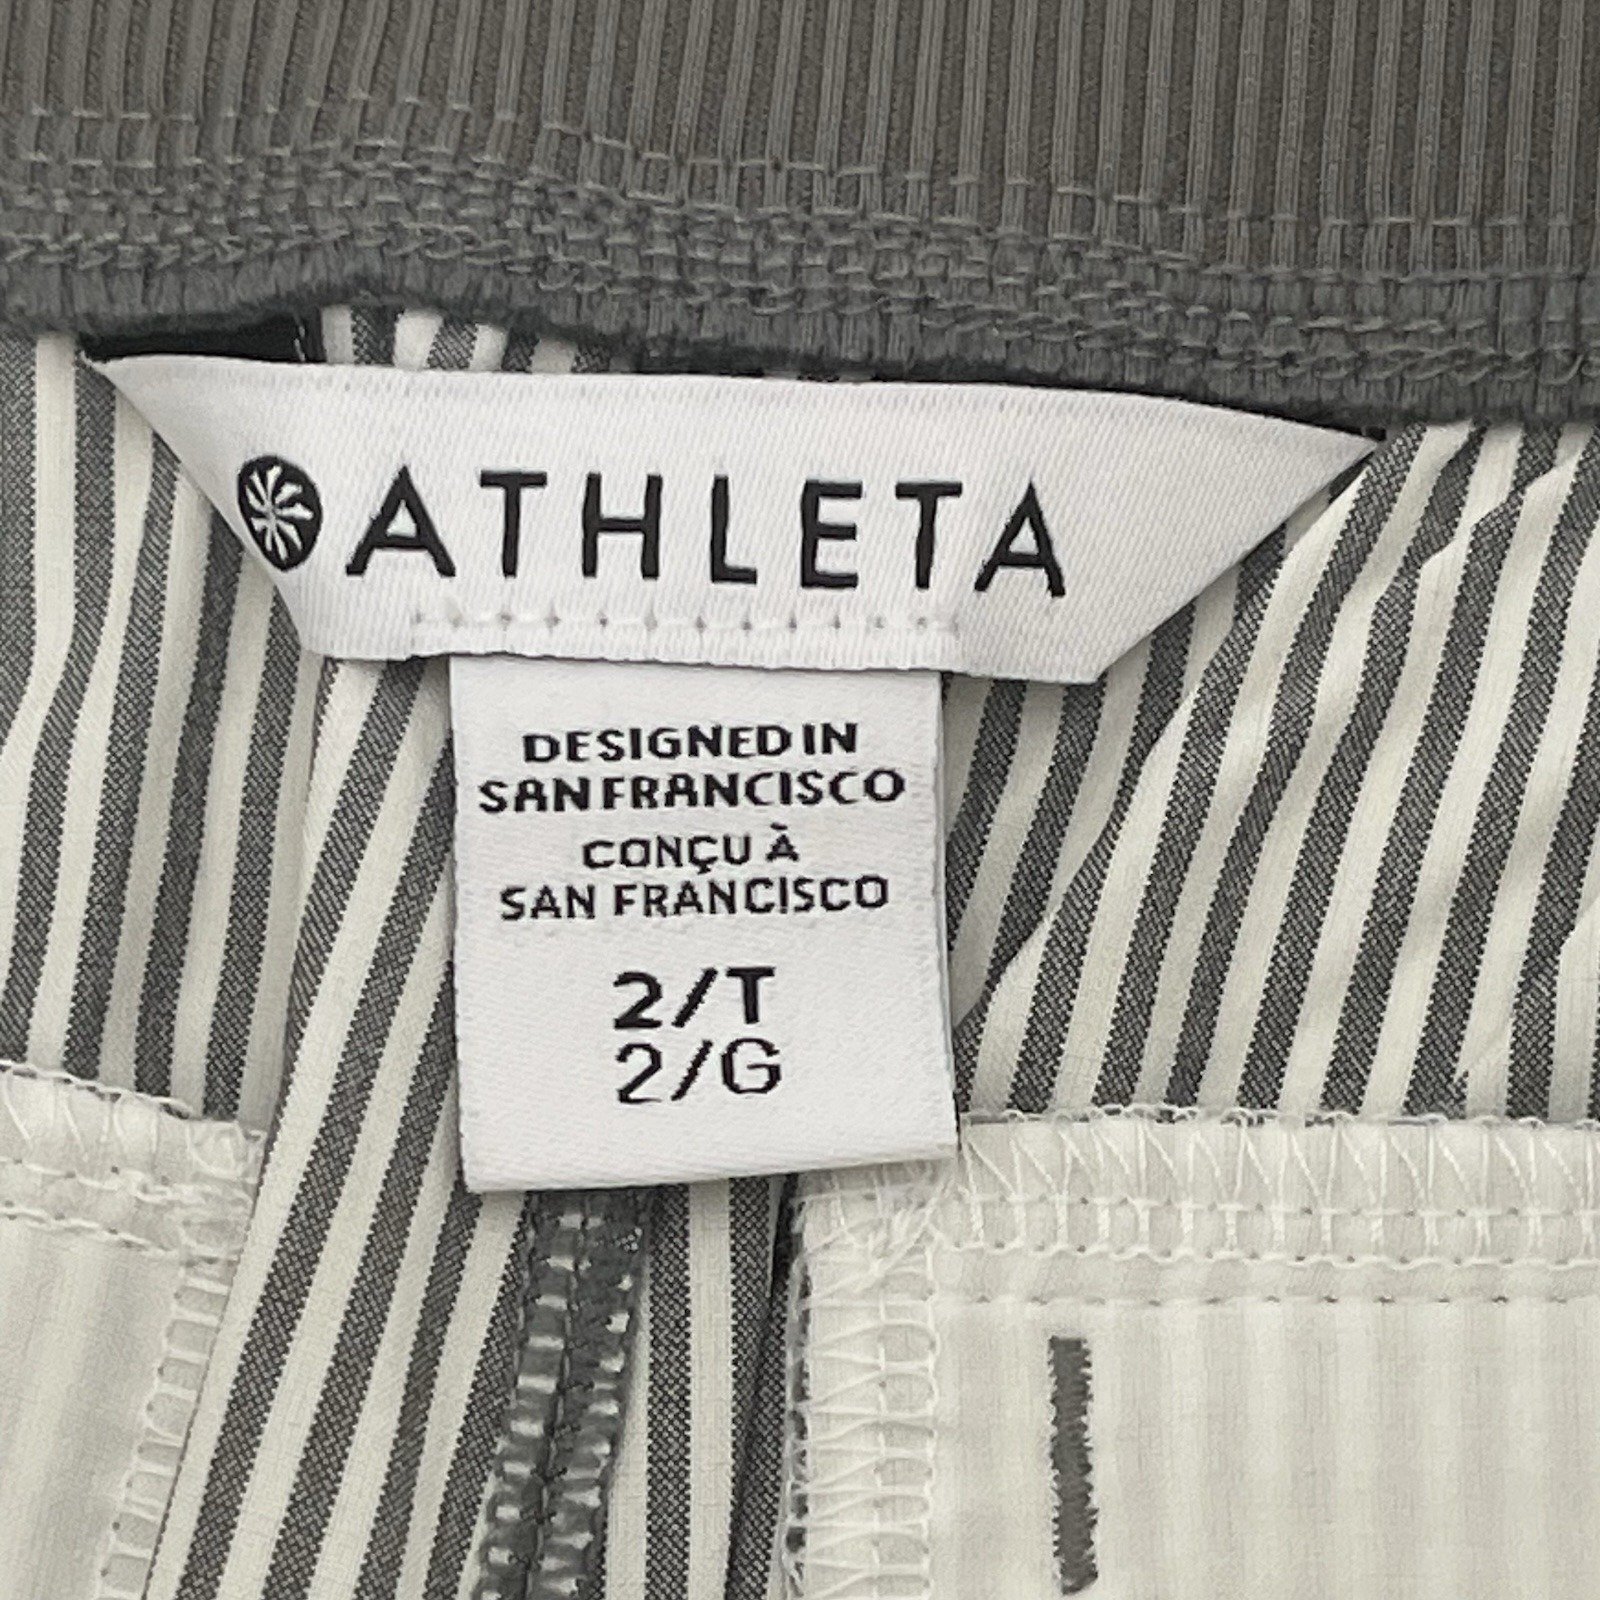 ATHLETA
DESIGNED IN
SAN FRANCISCO
CONÇU À
SAN FRANCISCO
2/T
2/G